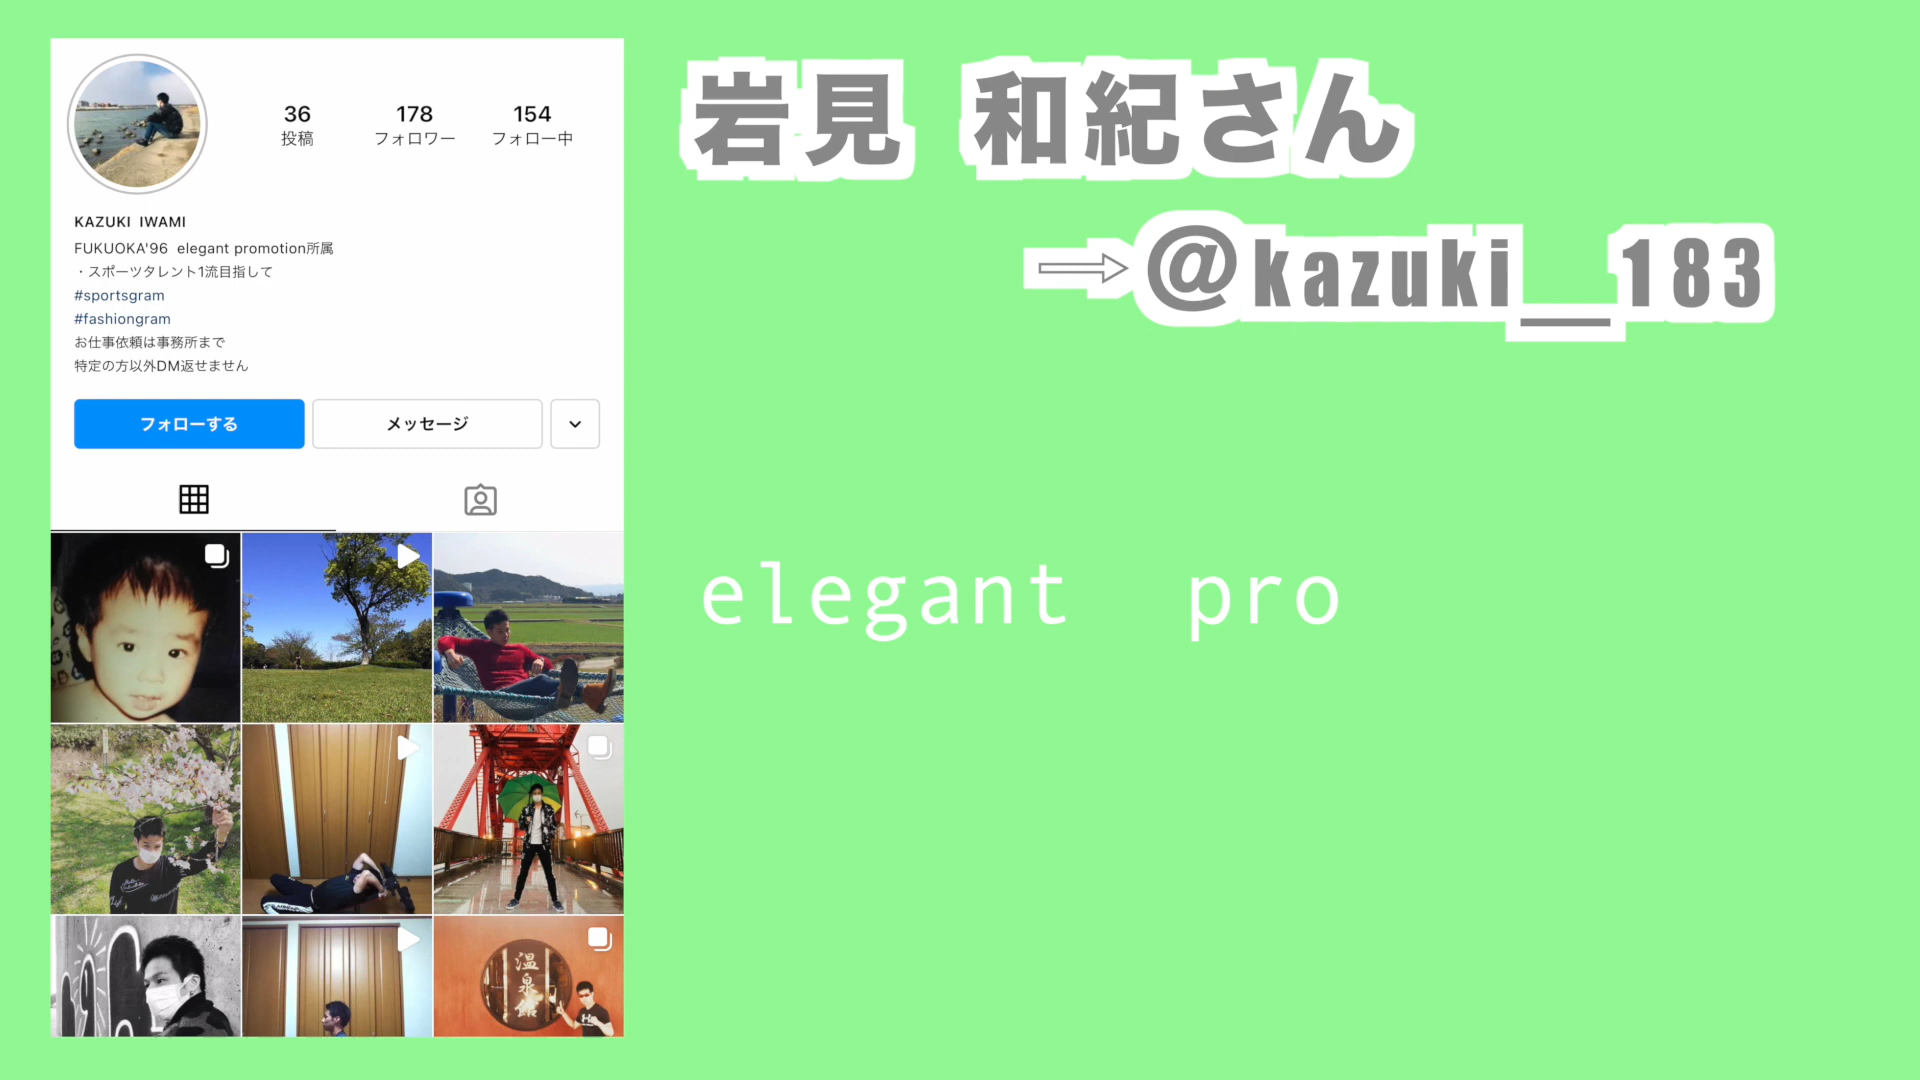 36
投稿
178
フォロワー
154
フォロー中
KAZUKI IWAMI
FUKUOKA'96 elegant promotion所属
・スポーツタレント1流目指して
#sportsgram
#fashiongram
お仕事依頼は事務所まで
特定の方以外DM返せません
フォローする
メッセージ
温泉館
岩見 和紀さん
⇨@kazuki__183
elegant pro